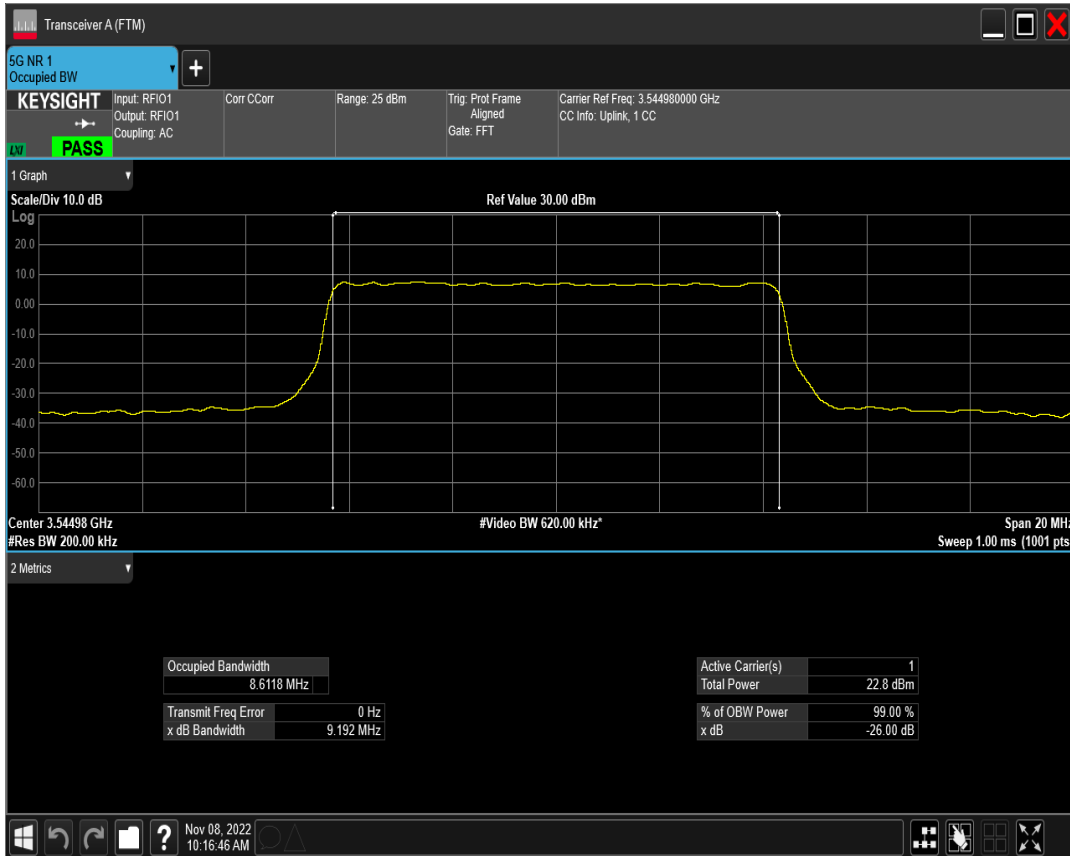 Transceiver A (FTM)
5G NR 1
Occupied BW
+
KEYSIGHT
Input: RFIO1
Output: RFIO1
Coupling: AC
Corr CCorr
Range: 25 dBm
Trig: Prot Frame
Aligned
Gate: FFT
Carrier Ref Freq: 3.544980000 GHz
CC Info: Uplink, 1 CC
LXI
PASS
1 Graph
Scale/Div 10.0 dB
Ref Value 30.00 dBm
Log
20.0
10.0
0.00
-10.0
-20.0
-30.0
-40.0
-50.0
-60.0
Center 3.54498 GHz
#Video BW 620.00 kHz*
Span 20 MHz
#Res BW 200.00 kHz
Sweep 1.00 ms (1001 pts
2 Metrics
Occupied Bandwidth
8.6118 MHz
Transmit Freq Error 0 Hz
x dB Bandwidth 9.192 MHz
Active Carrier(s) 1
Total Power 22.8 dBm
% of OBW Power 99.00 %
x dB -26.00 dB
?
Nov 08, 2022
10:16:46 AM